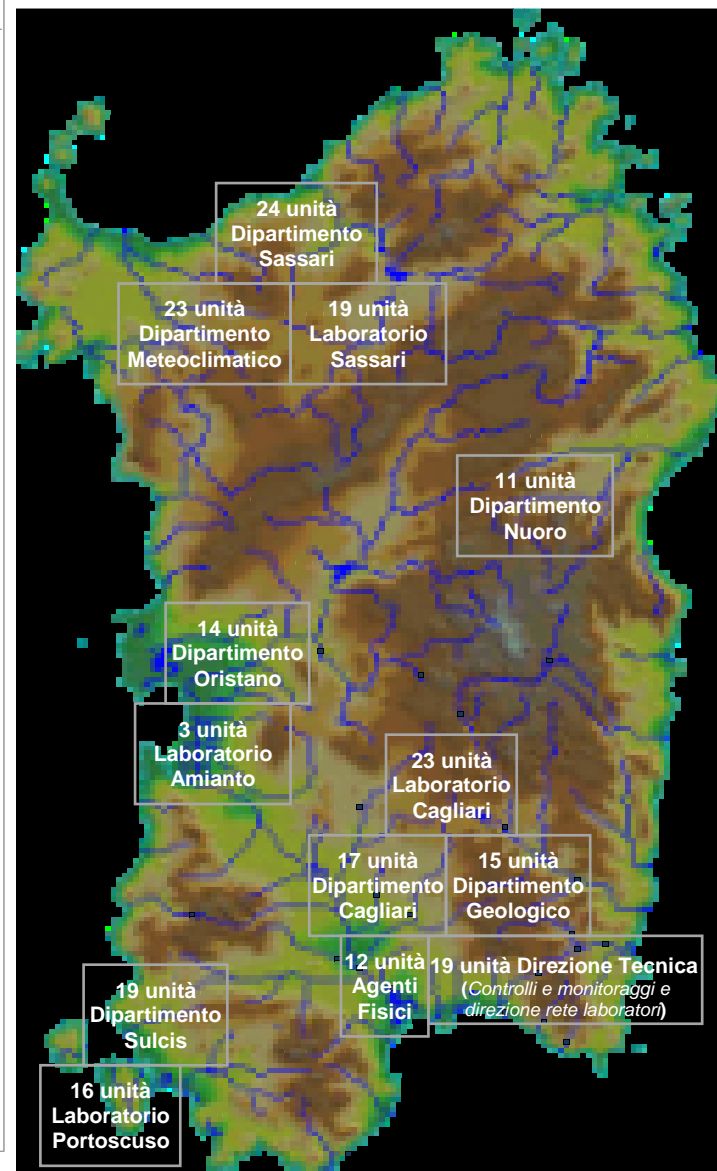 24 unità
Dipartimento
Sassari
23 unità
Dipartimento
Meteoclimatico
19 unità
Laboratorio
Sassari
11 unità
Dipartimento
Nuoro
14 unità
Dipartimento
Oristano
3 unità
Laboratorio
Amianto
23 unità
Laboratorio
Cagliari
17 unità
Dipartimento
Cagliari
15 unità
Dipartimento
Geologico
12 unità
Agenti
Fisici
19 unità Direzione Tecnica
(Controlli e monitoraggi e
direzione rete laboratori)
19 unità
Dipartimento
Sulcis
16 unità
Laboratorio
Portoscuso